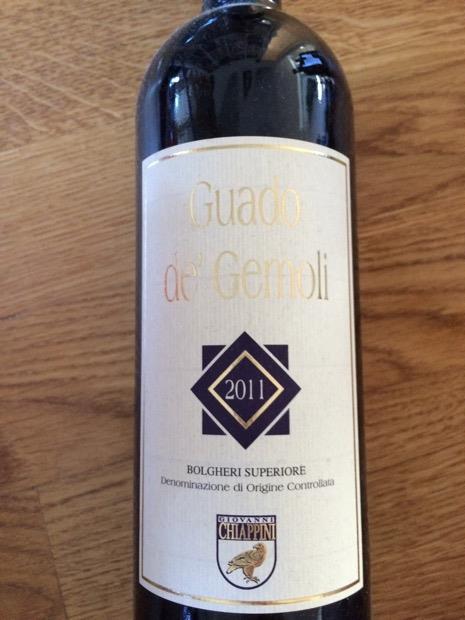 Guado
de' Gemoli
2011
BOLGHERI SUPERIORE
Denominazione di Origine Controllata
GIOVANNI
CHIAPPINI